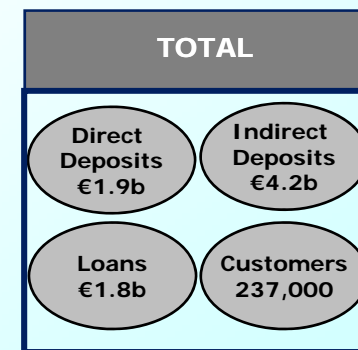 TOTAL
Direct
Deposits
€1.9b
Indirect
Deposits
€4.2b
Loans
€1.8b
Customers
237,000